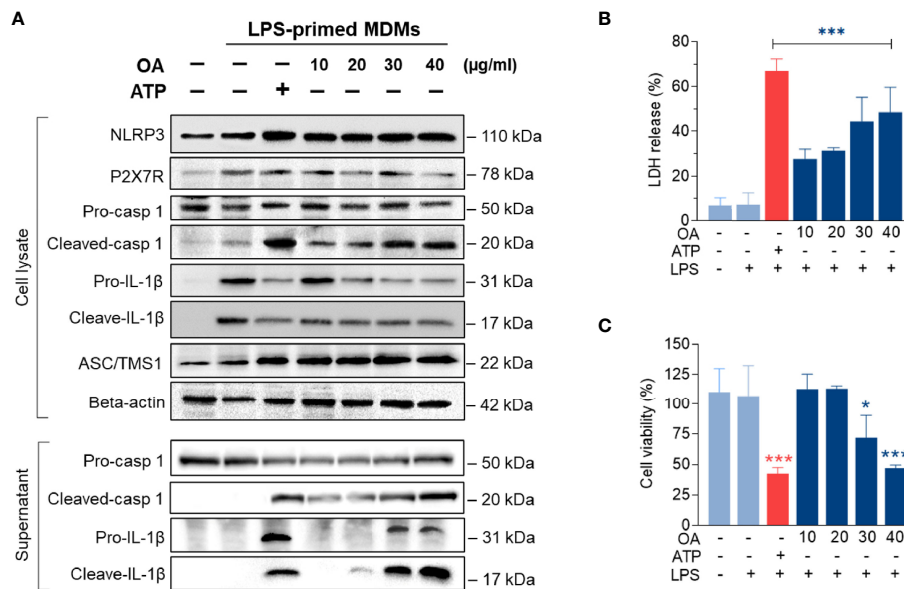 A
LPS-primed MDMs
OA – – – 10 20 30 40 (µg/ml)
ATP – – + – – – –
Cell lysate
NLRP3 – 110 kDa
P2X7R – 78 kDa
Pro-casp 1 – 50 kDa
Cleaved-casp 1 – 20 kDa
Pro-IL-1β – 31 kDa
Cleave-IL-1β – 17 kDa
ASC/TMS1 – 22 kDa
Beta-actin – 42 kDa
Supernatant
Pro-casp 1 – 50 kDa
Cleaved-casp 1 – 20 kDa
Pro-IL-1β – 31 kDa
Cleave-IL-1β – 17 kDa
B
***
LDH release (%)
80
60
40
20
0
OA - - - 10 20 30 40
ATP - - + - - - -
LPS - + + + + + +
C
Cell viability (%)
150
125
100
75
50
25
0
***
*
***
OA - - - 10 20 30 40
ATP - - + - - - -
LPS - + + + + + +